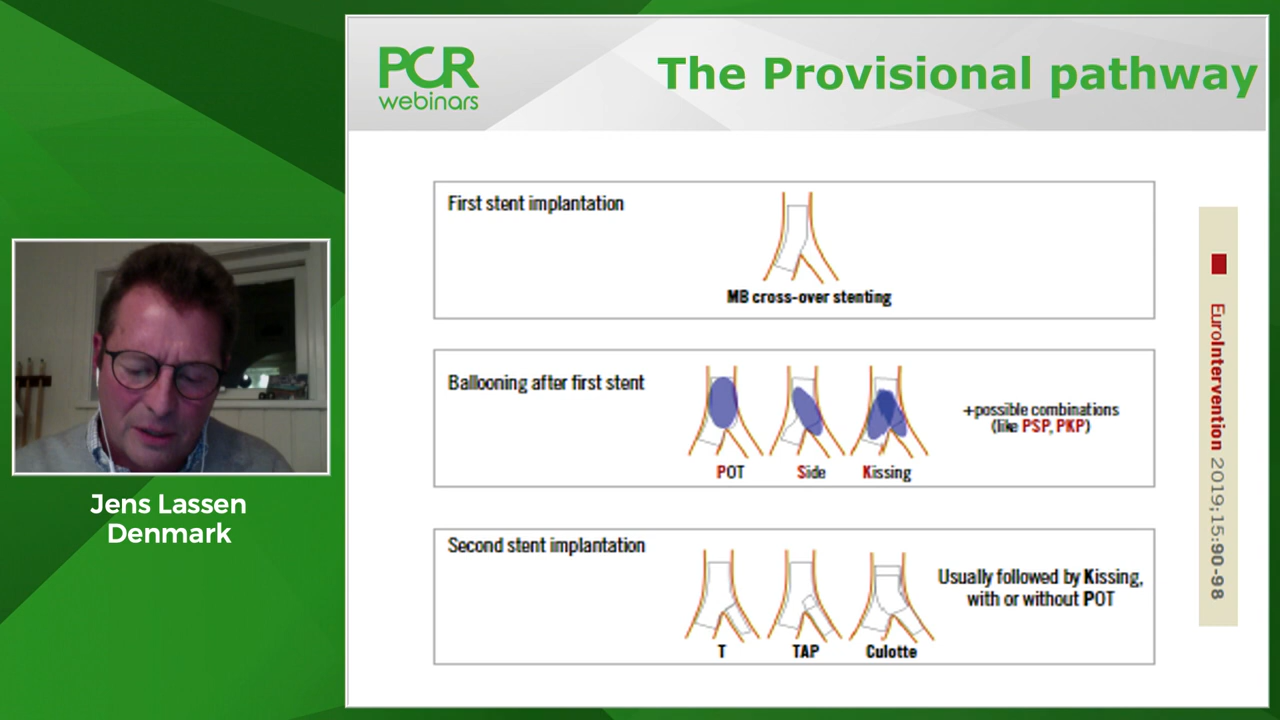 PCR
webinars
The Provisional pathway
First stent implantation
MB cross-over stenting
Ballooning after first stent
POT
Side
Kissing
+possible combinations
(like PSP, PKP)
Second stent implantation
T
TAP
Culotte
Usually followed by Kissing,
with or without POT
EuroIntervention 2019;15:90-98
Jens Lassen
Denmark